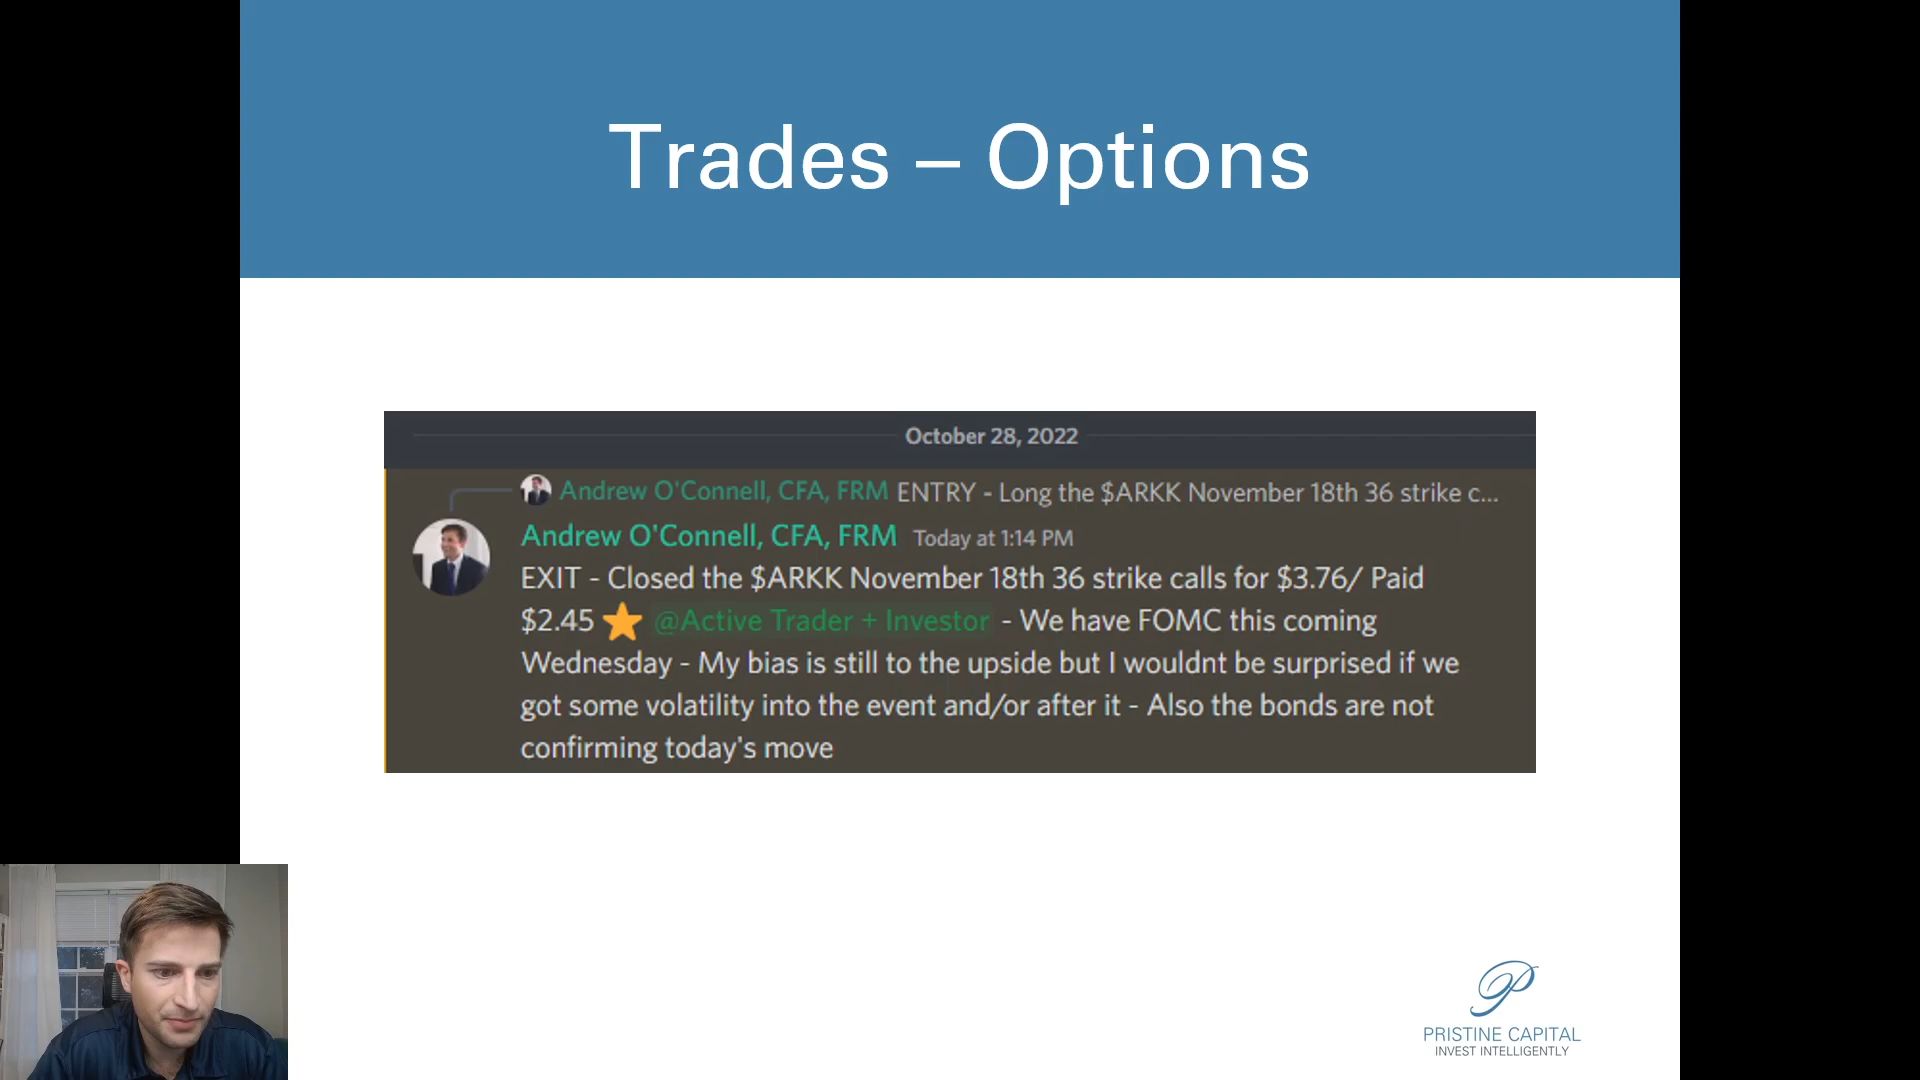 Trades – Options
October 28, 2022
Andrew O'Connell, CFA, FRM ENTRY - Long the $ARKK November 18th 36 strike c...
Andrew O'Connell, CFA, FRM Today at 1:14 PM
EXIT - Closed the $ARKK November 18th 36 strike calls for $3.76/ Paid
$2.45 ⭐ @Active Trader + Investor - We have FOMC this coming
Wednesday - My bias is still to the upside but I wouldnt be surprised if we
got some volatility into the event and/or after it - Also the bonds are not
confirming today's move
P
PRISTINE CAPITAL
INVEST INTELLIGENTLY